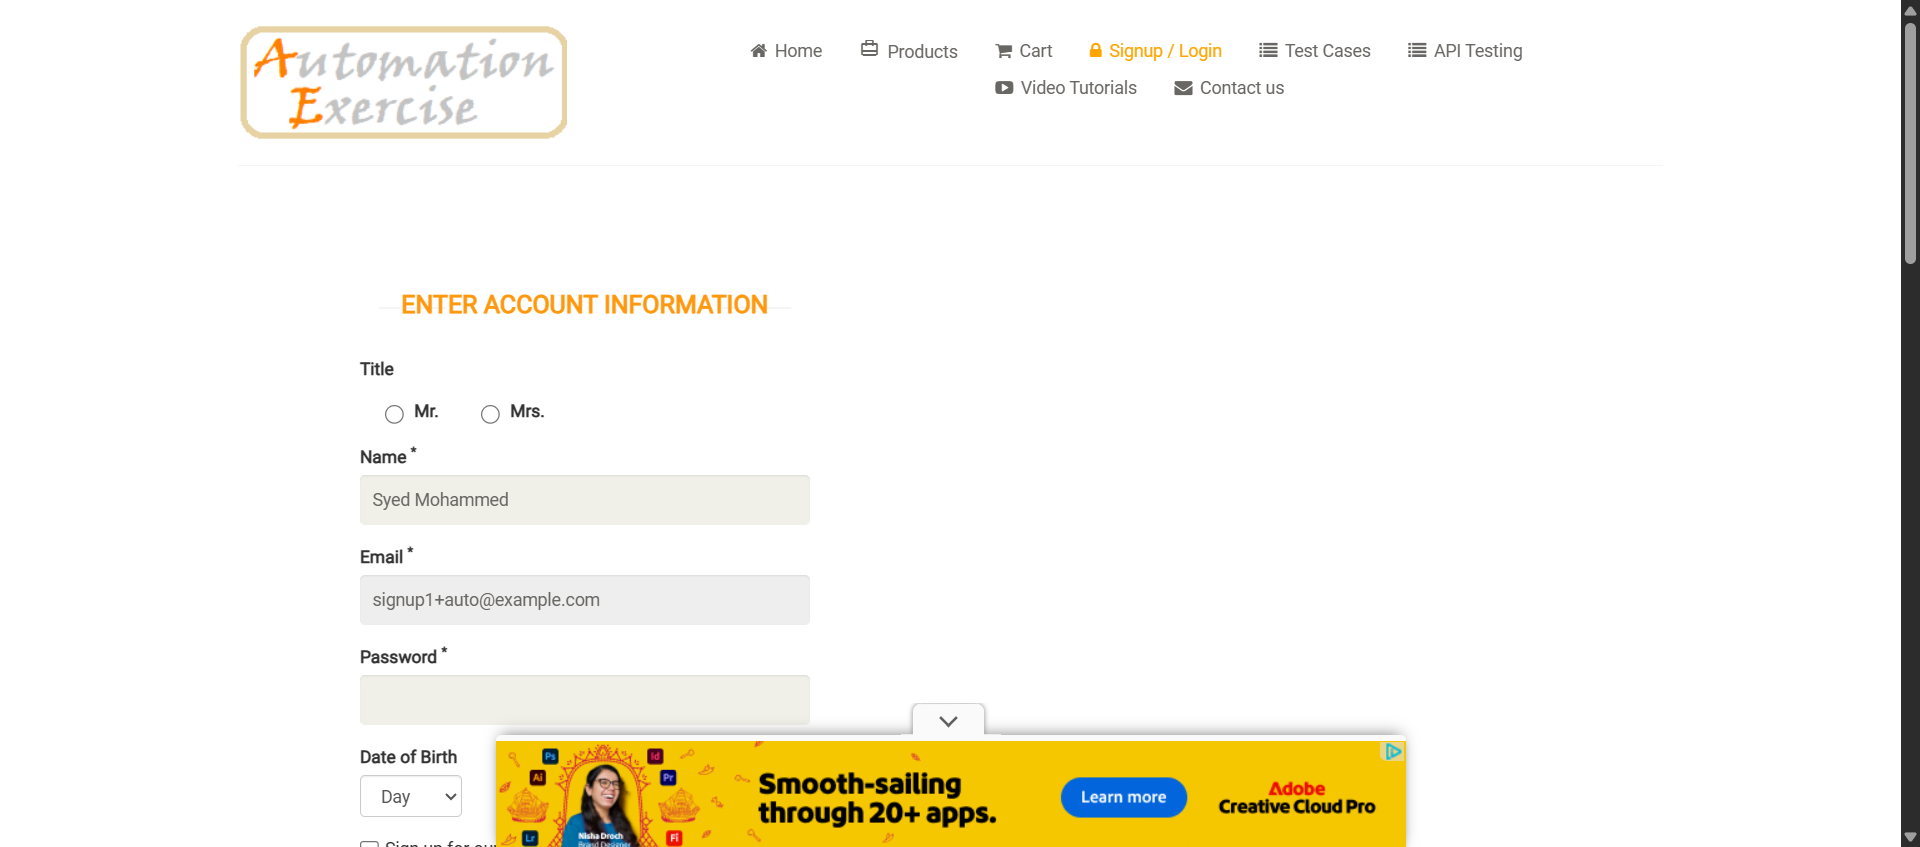 Automation
Exercise
Home
Products
Cart
Signup / Login
Test Cases
API Testing
Video Tutorials
Contact us
ENTER ACCOUNT INFORMATION
Title
Mr.
Mrs.
Name *
Syed Mohammed
Email *
signup1+auto@example.com
Password *
Date of Birth
Day
Sign up for our
Ps
Id
Ai
Pr
Lr
Fi
Nisha Droch
Brand Designer
Smooth-sailing
through 20+ apps.
Learn more
Adobe
Creative Cloud Pro